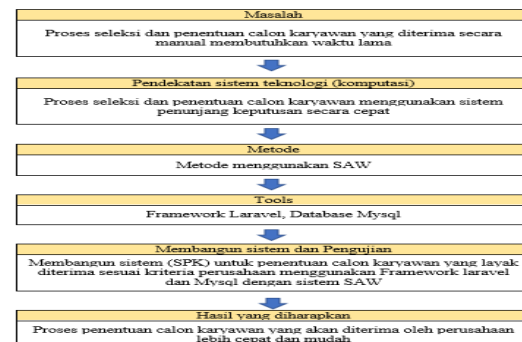 Masalah
Proses seleksi dan penentuan calon karyawan yang diterima secara
manual membutuhkan waktu lama
Pendekatan sistem teknologi (komputasi)
Proses seleksi dan penentuan calon karyawan menggunakan sistem
penunjang keputusan secara cepat
Metode
Metode menggunakan SAW
Tools
Framework Laravel, Database Mysql
Membangun sistem dan Pengujian
Membangun sistem (SPK) untuk penentuan calon karyawan yang layak
diterima sesuai kriteria perusahaan menggunakan Framework laravel
dan Mysql dengan sistem SAW
Hasil yang diharapkan
Proses penentuan calon karyawan yang akan diterima oleh perusahaan
lebih cepat dan mudah